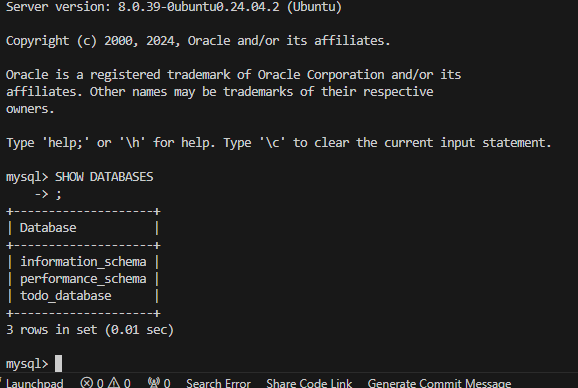 Server version: 8.0.39-0ubuntu0.24.04.2 (Ubuntu)
Copyright (c) 2000, 2024, Oracle and/or its affiliates.
Oracle is a registered trademark of Oracle Corporation and/or its
affiliates. Other names may be trademarks of their respective
owners.
Type 'help;' or '\h' for help. Type '\c' to clear the current input statement.
mysql> SHOW DATABASES
    -> ;
+--------------------+
| Database           |
+--------------------+
| information_schema |
| performance_schema |
| todo_database      |
+--------------------+
3 rows in set (0.01 sec)
mysql>
Launchpad 0 0 0 Search Error Share Code Link Generate Commit Message